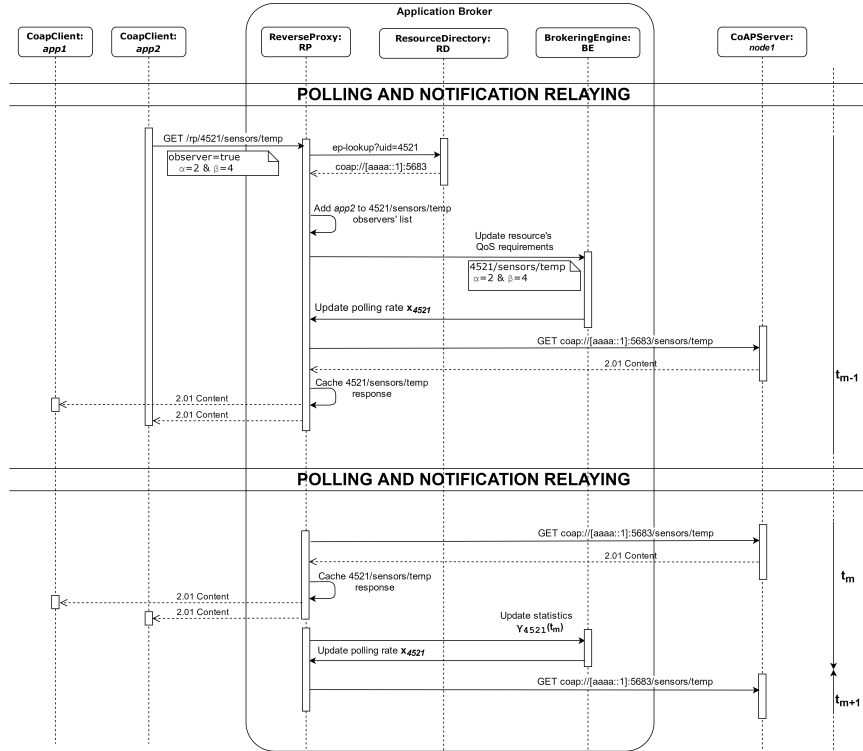 Application Broker
CoapClient:
app1
CoapClient:
app2
ReverseProxy:
RP
ResourceDirectory:
RD
BrokeringEngine:
BE
CoAPServer:
node1
POLLING AND NOTIFICATION RELAYING
GET /rp/4521/sensors/temp
observer=true
α=2 & β=4
ep-lookup?uid=4521
coap://[aaaa::1]:5683
Add app2 to 4521/sensors/temp
observers' list
Update resource's
QoS requirements
4521/sensors/temp
α=2 & β=4
Update polling rate x4521
GET coap://[aaaa::1]:5683/sensors/temp
2.01 Content
tm-1
Cache 4521/sensors/temp
response
2.01 Content
2.01 Content
POLLING AND NOTIFICATION RELAYING
GET coap://[aaaa::1]:5683/sensors/temp
2.01 Content
tm
Cache 4521/sensors/temp
response
2.01 Content
2.01 Content
Update statistics
Y4521(tm)
Update polling rate x4521
GET coap://[aaaa::1]:5683/sensors/temp
tm+1